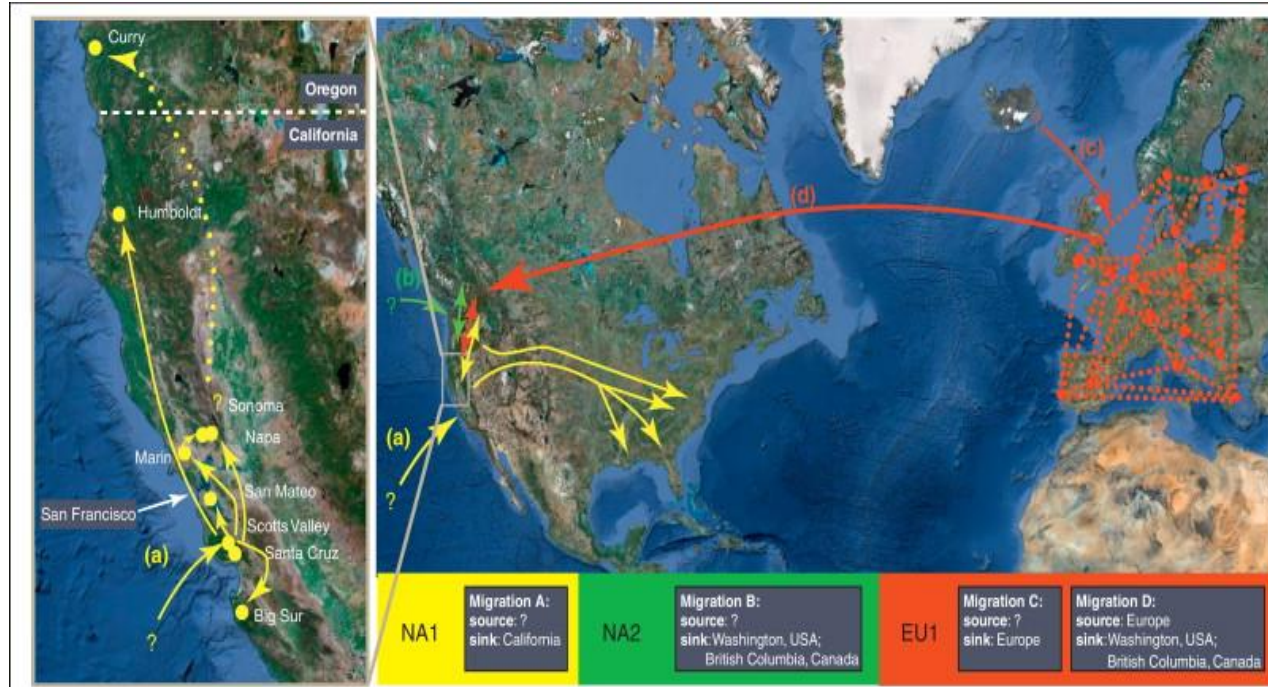 Curry
Oregon
California
Humboldt
? Sonoma
Napa
Marin
San Mateo
San Francisco
Scotts Valley
(a)
Santa Cruz
Big Sur
?
(c)
(d)
(b)
?
(a)
?
NA1
Migration A:
source: ?
sink: California
NA2
Migration B:
source: ?
sink: Washington, USA;
British Columbia, Canada
EU1
Migration C:
source: ?
sink: Europe
Migration D:
source: Europe
sink: Washington, USA;
British Columbia, Canada